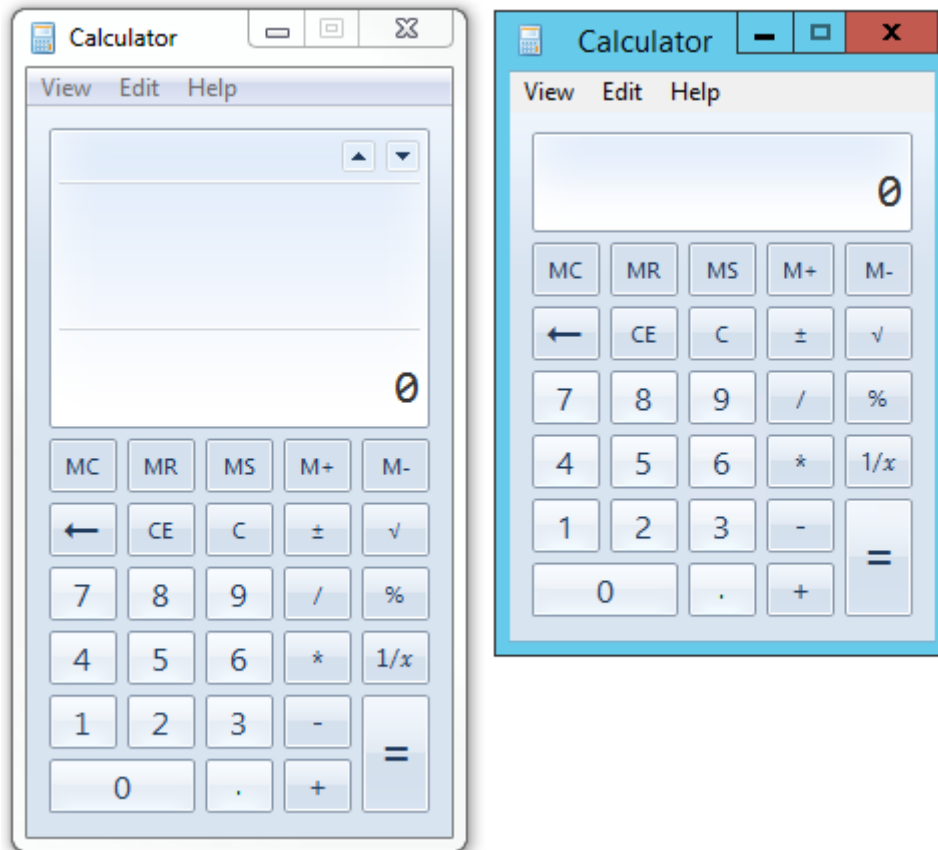 Calculator
View Edit Help
0
MC MR MS M+ M-
← CE C ± √
7 8 9 / %
4 5 6 * 1/x
1 2 3 - =
0 . +
Calculator
View Edit Help
0
MC MR MS M+ M-
← CE C ± √
7 8 9 / %
4 5 6 * 1/x
1 2 3 - =
0 . +